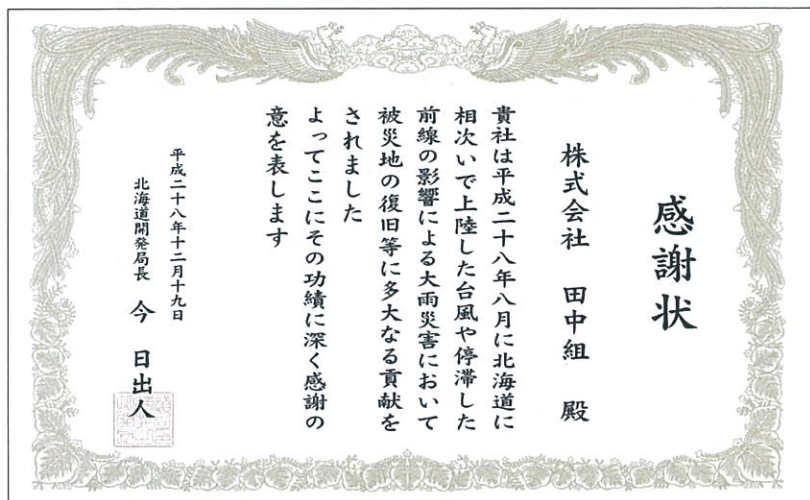 感謝状
株式会社 田中組 殿
貴社は平成二十八年八月に北海道に
相次いで上陸した台風や停滞した
前線の影響による大雨災害において
被災地の復旧等に多大なる貢献を
されました
よってここにその功績に深く感謝の
意を表します
平成二十八年十二月十九日
北海道開発局長 今 日出人